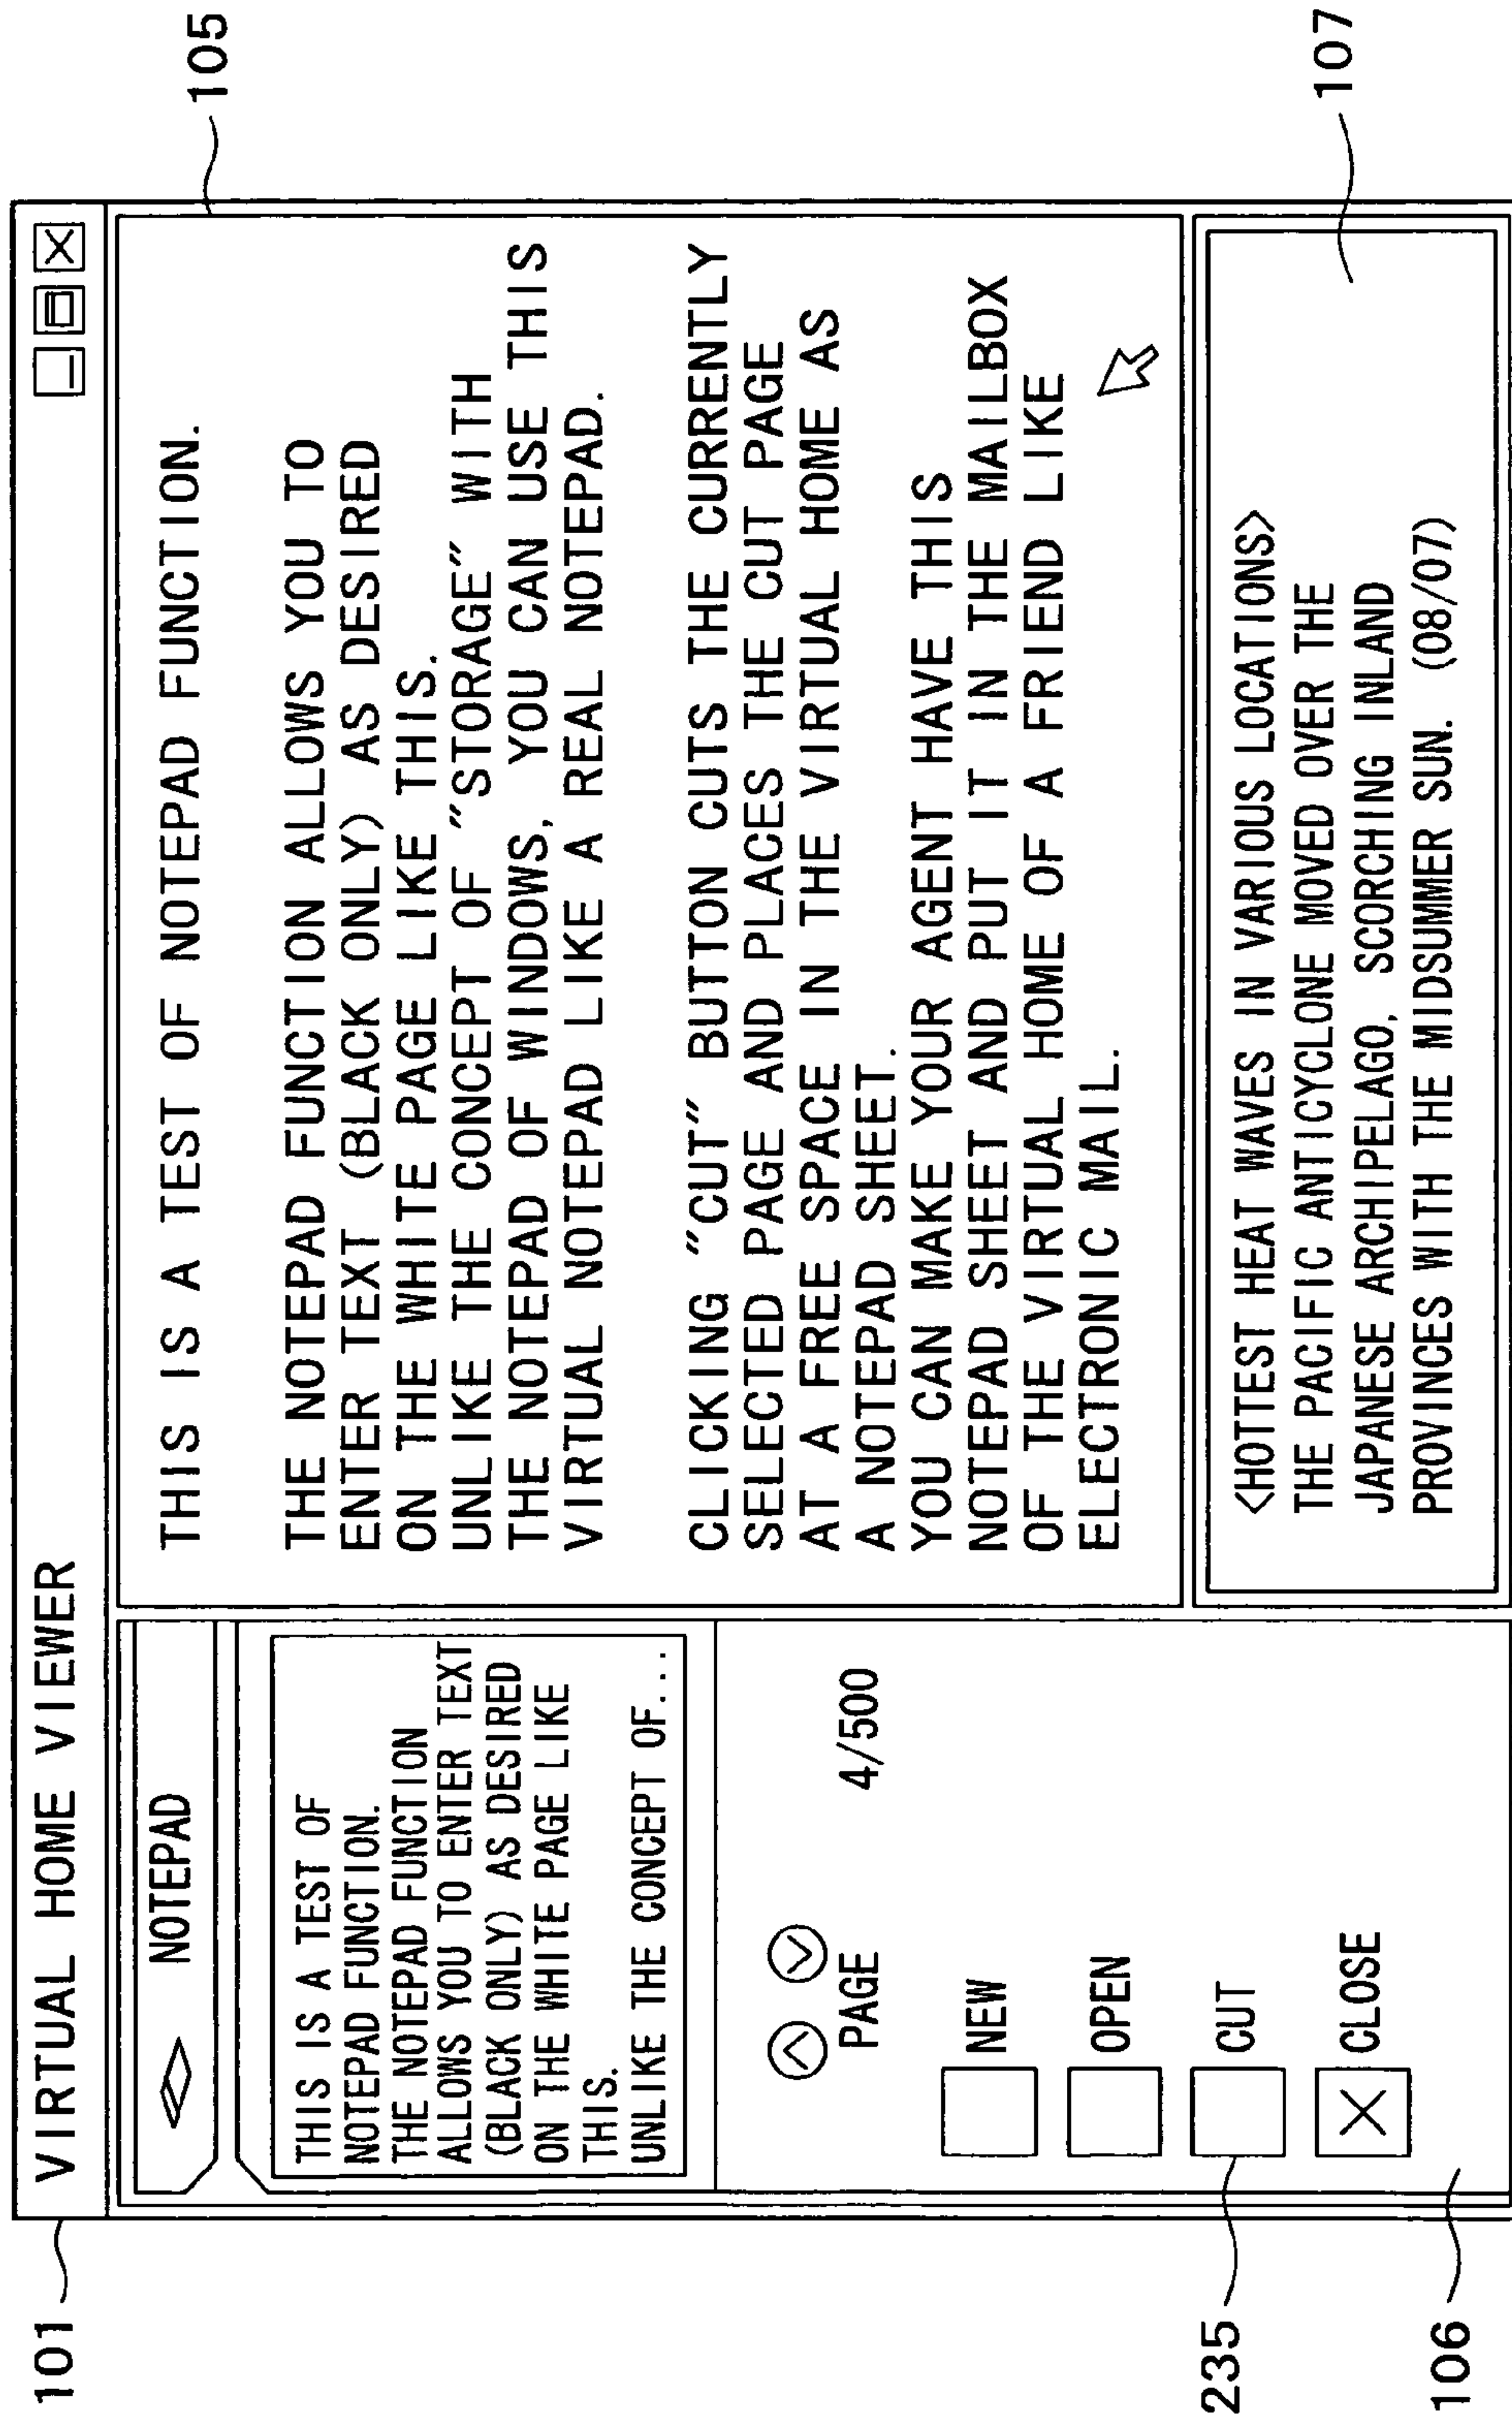 101
VIRTUAL HOME VIEWER
105
NOTEPAD
THIS IS A TEST OF
NOTEPAD FUNCTION.
THE NOTEPAD FUNCTION
ALLOWS YOU TO ENTER TEXT
(BLACK ONLY) AS DESIRED
ON THE WHITE PAGE LIKE
THIS.
UNLIKE THE CONCEPT OF...
PAGE
4/500
NEW
OPEN
235
CUT
CLOSE
106
THIS IS A TEST OF NOTEPAD FUNCTION.
THE NOTEPAD FUNCTION ALLOWS YOU TO
ENTER TEXT (BLACK ONLY) AS DESIRED
ON THE WHITE PAGE LIKE THIS.
UNLIKE THE CONCEPT OF "STORAGE" WITH
THE NOTEPAD OF WINDOWS, YOU CAN USE THIS
VIRTUAL NOTEPAD LIKE A REAL NOTEPAD.
CLICKING "CUT" BUTTON CUTS THE CURRENTLY
SELECTED PAGE AND PLACES THE CUT PAGE
AT A FREE SPACE IN THE VIRTUAL HOME AS
A NOTEPAD SHEET.
YOU CAN MAKE YOUR AGENT HAVE THIS
NOTEPAD SHEET AND PUT IT IN THE MAILBOX
OF THE VIRTUAL HOME OF A FRIEND LIKE
ELECTRONIC MAIL.
<HOTTEST HEAT WAVES IN VARIOUS LOCATIONS>
THE PACIFIC ANTICYCLONE MOVED OVER THE
JAPANESE ARCHIPELAGO, SCORCHING INLAND
PROVINCES WITH THE MIDSUMMER SUN. (08/07)
107